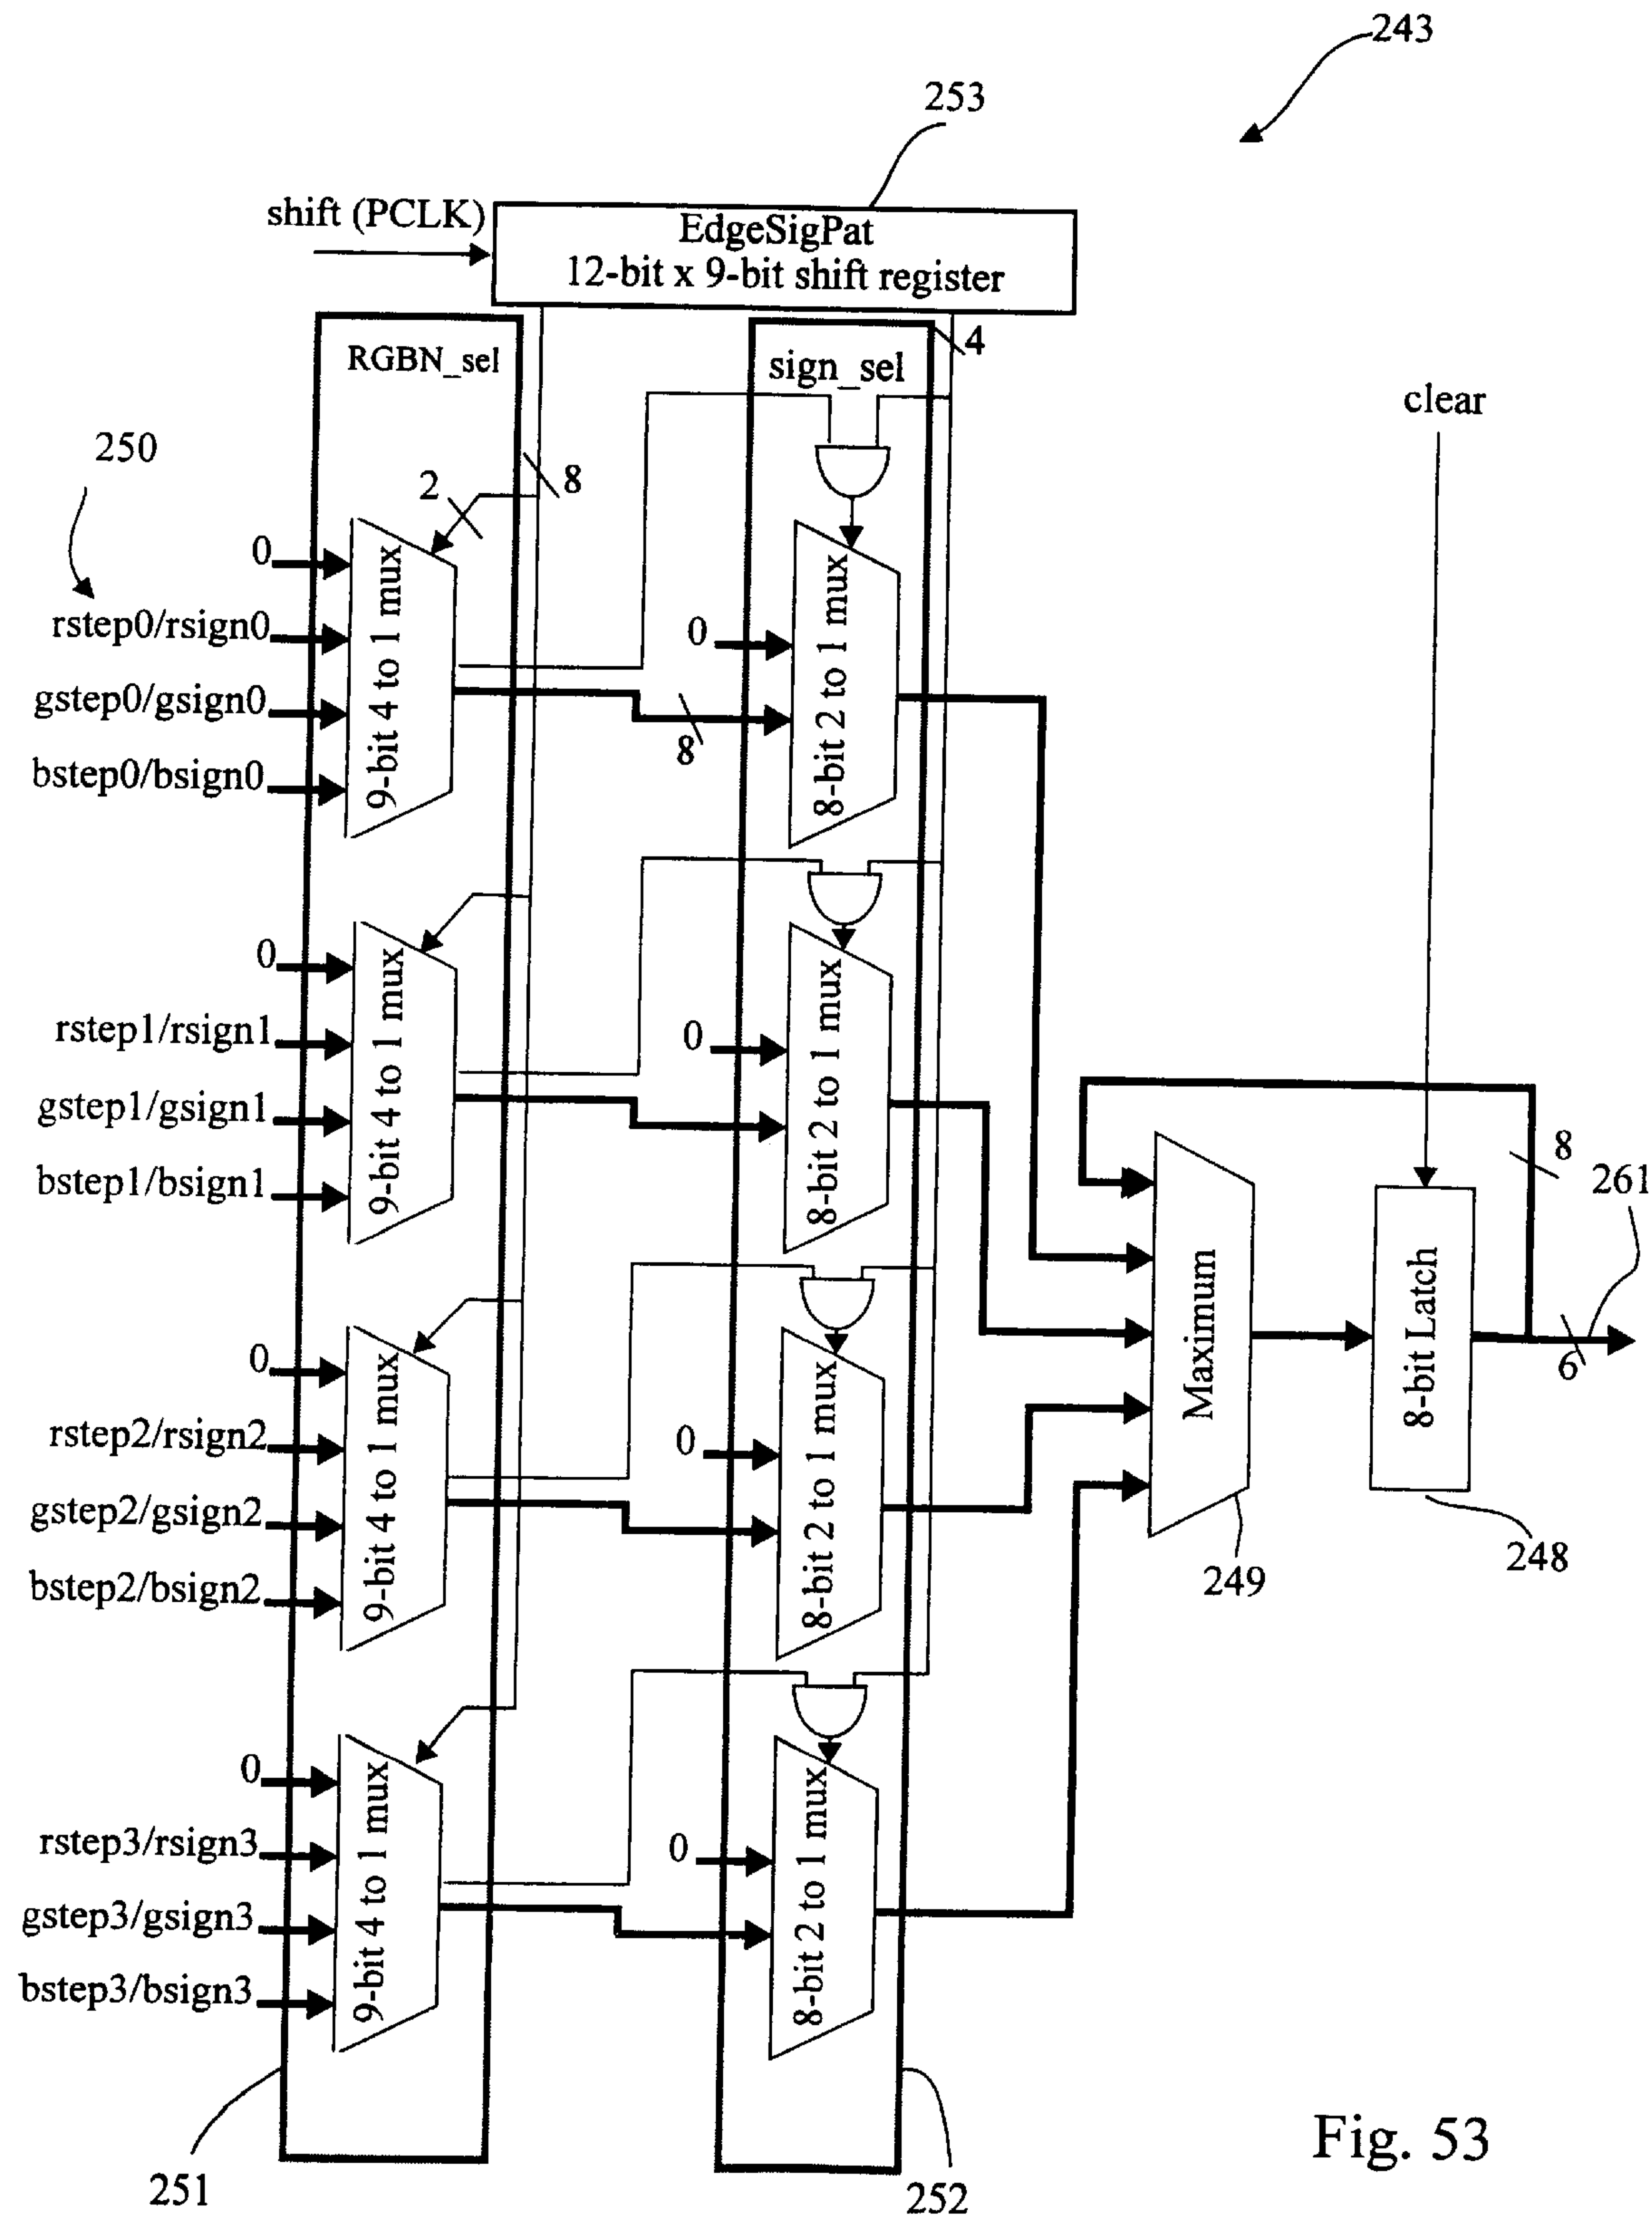 243
253
shift (PCLK)
EdgeSigPat
12-bit x 9-bit shift register
RGBN_sel
sign_sel
4
clear
250
2
8
0
rstep0/rsign0
gstep0/gsign0
bstep0/bsign0
9-bit 4 to 1 mux
0
8
8-bit 2 to 1 mux
0
rstep1/rsign1
gstep1/gsign1
bstep1/bsign1
9-bit 4 to 1 mux
0
8-bit 2 to 1 mux
8
261
Maximum
8-bit Latch
6
249
248
0
rstep2/rsign2
gstep2/gsign2
bstep2/bsign2
9-bit 4 to 1 mux
0
8-bit 2 to 1 mux
0
rstep3/rsign3
gstep3/gsign3
bstep3/bsign3
9-bit 4 to 1 mux
0
8-bit 2 to 1 mux
251
252
Fig. 53